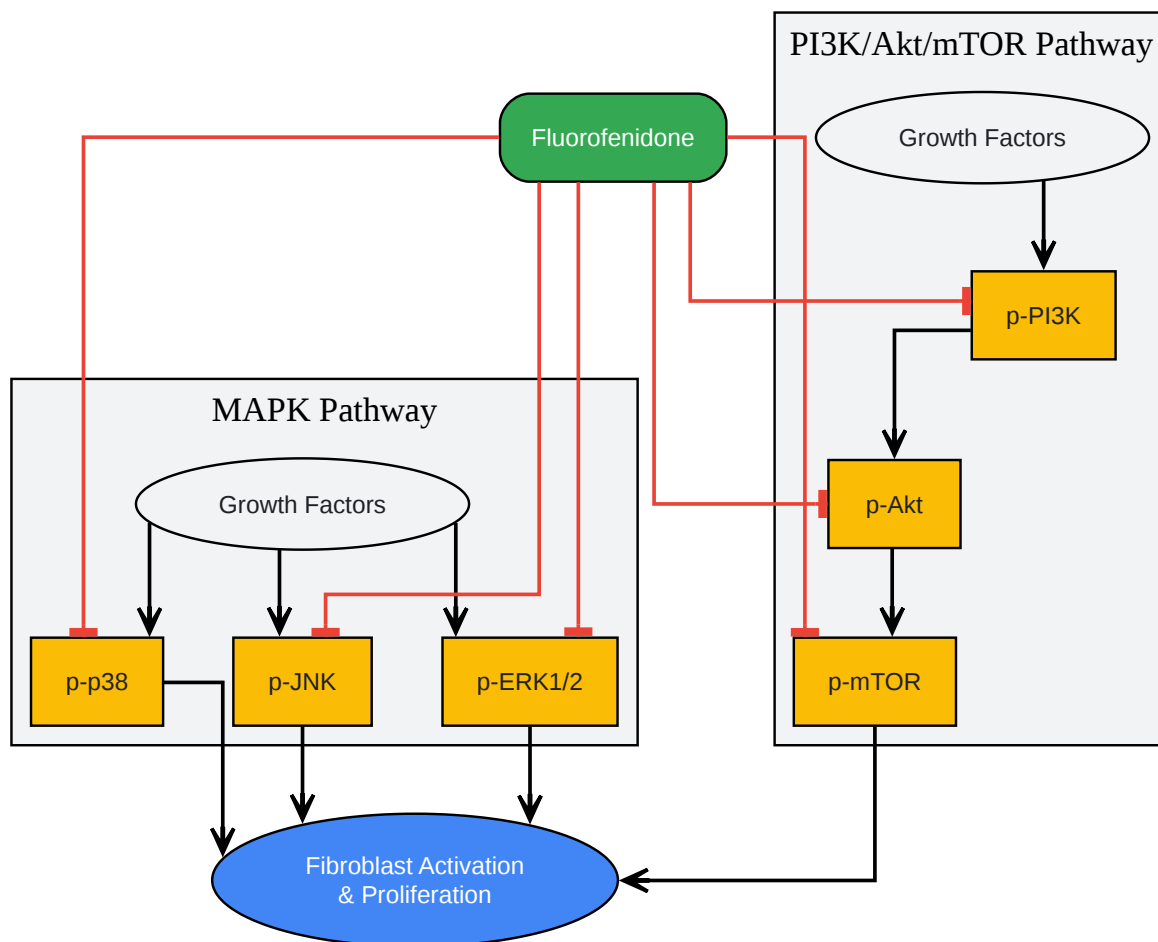 PI3K/Akt/mTOR Pathway
Fluorofenidone
Growth Factors
p-PI3K
MAPK Pathway
Growth Factors
p-Akt
p-p38
p-JNK
p-ERK1/2
p-mTOR
Fibroblast Activation
& Proliferation